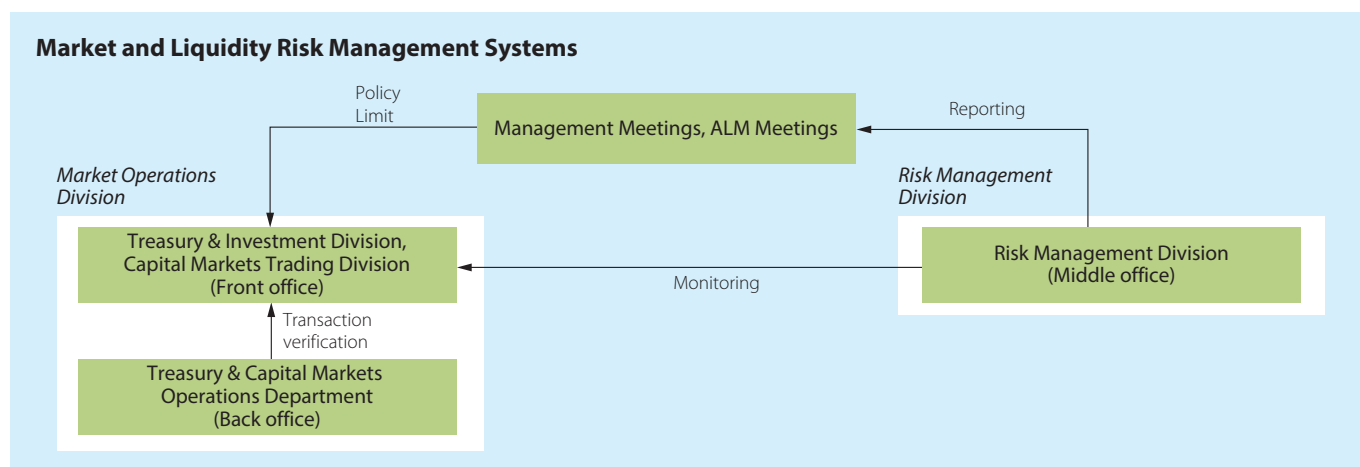 Market and Liquidity Risk Management Systems
Policy
Limit
Management Meetings, ALM Meetings
Reporting
Market Operations
Division
Risk Management
Division
Treasury & Investment Division,
Capital Markets Trading Division
(Front office)
Monitoring
Risk Management Division
(Middle office)
Transaction
verification
Treasury & Capital Markets
Operations Department
(Back office)